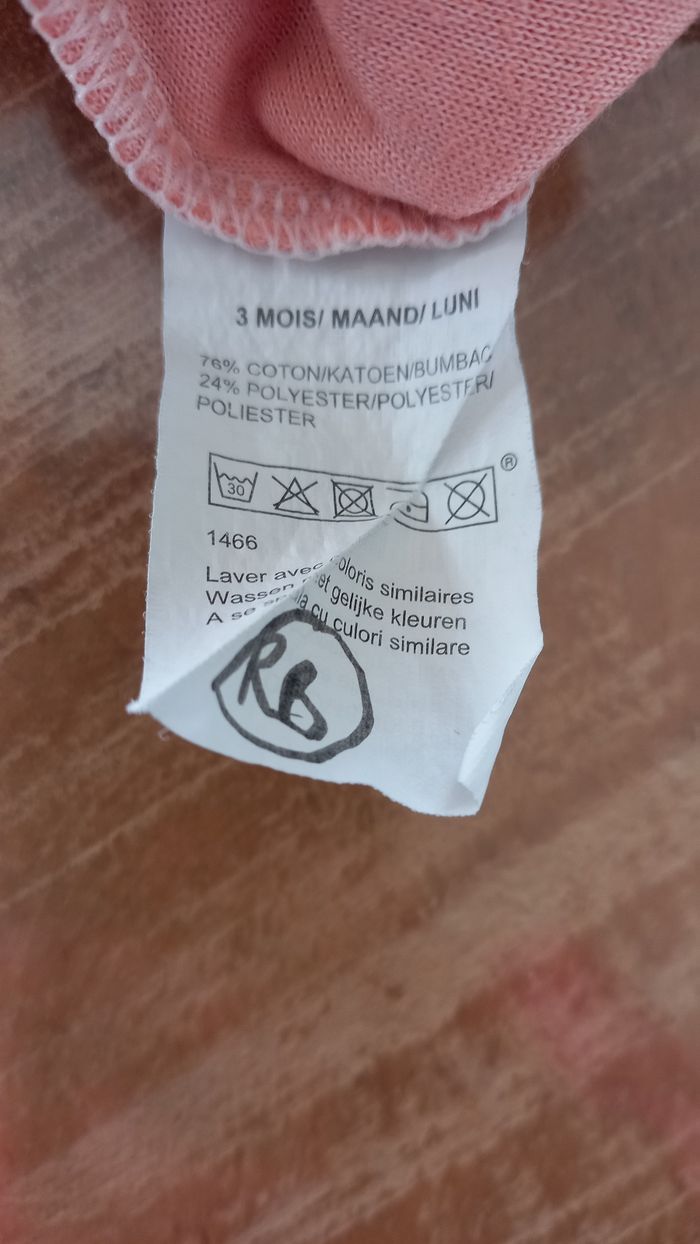 3 MOIS/ MAAND/ LUNI
76% COTON/KATOEN/BUMBAC
24% POLYESTER/POLYESTER/
POLIESTER
30
®
1466
Laver avec coloris similaires
Wassen met gelijke kleuren
A se cu culori similare
RB